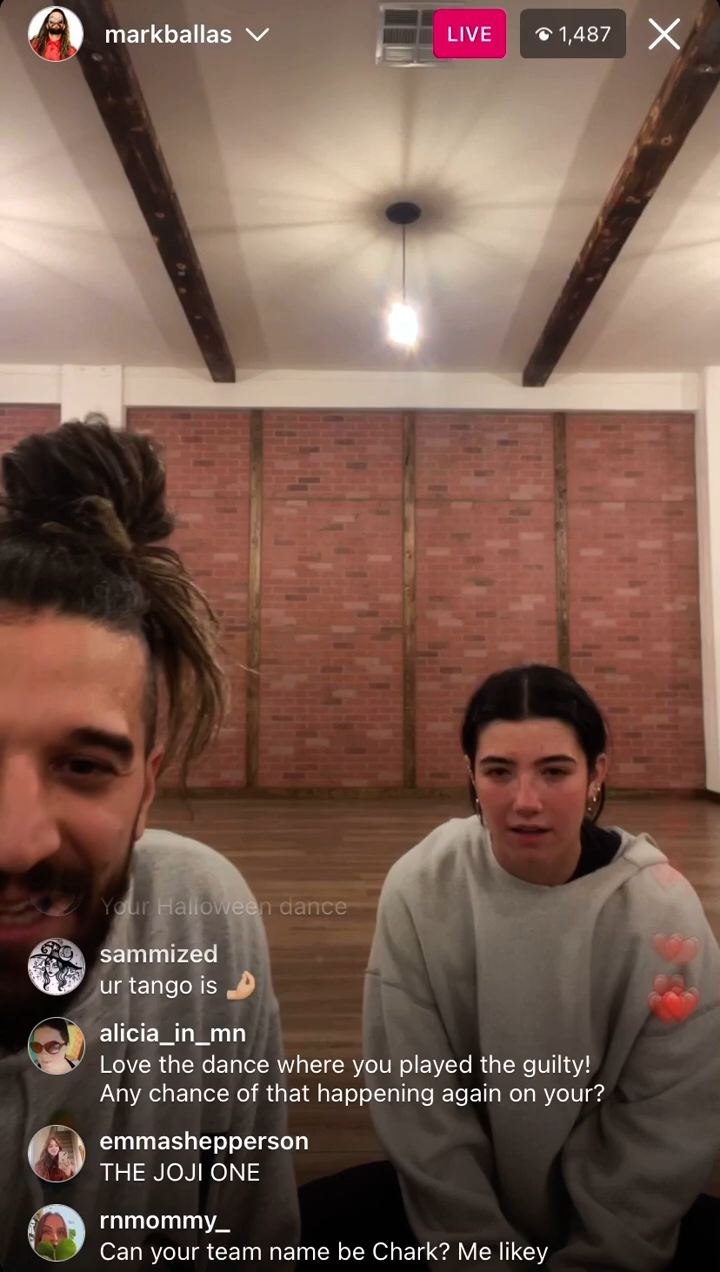 markballas
LIVE
1,487
Your Halloween dance
sammized
ur tango is 🤌🏼
alicia_in_mn
Love the dance where you played the guilty!
Any chance of that happening again on your?
emmashepperson
THE JOJI ONE
rnmommy_
Can your team name be Chark? Me likey